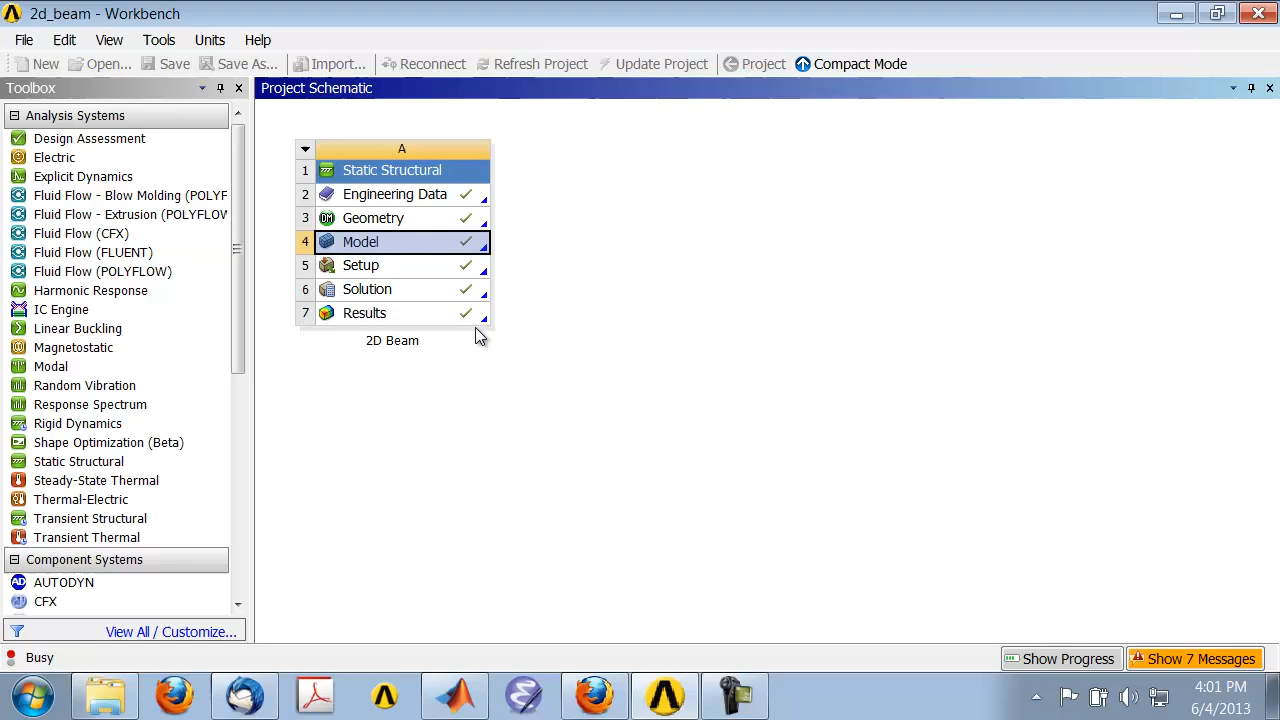 2d_beam - Workbench
File Edit View Tools Units Help
New Open... Save Save As... Import... Reconnect Refresh Project Update Project Project Compact Mode
Toolbox
Project Schematic
Analysis Systems
Design Assessment
Electric
Explicit Dynamics
Fluid Flow - Blow Molding (POLYF
Fluid Flow - Extrusion (POLYFLOW
Fluid Flow (CFX)
Fluid Flow (FLUENT)
Fluid Flow (POLYFLOW)
Harmonic Response
IC Engine
Linear Buckling
Magnetostatic
Modal
Random Vibration
Response Spectrum
Rigid Dynamics
Shape Optimization (Beta)
Static Structural
Steady-State Thermal
Thermal-Electric
Transient Structural
Transient Thermal
Component Systems
AUTODYN
CFX
View All / Customize...
A
1 Static Structural
2 Engineering Data
3 DM Geometry
4 Model
5 Setup
6 Solution
7 Results
2D Beam
Busy
Show Progress
Show 7 Messages
4:01 PM
6/4/2013